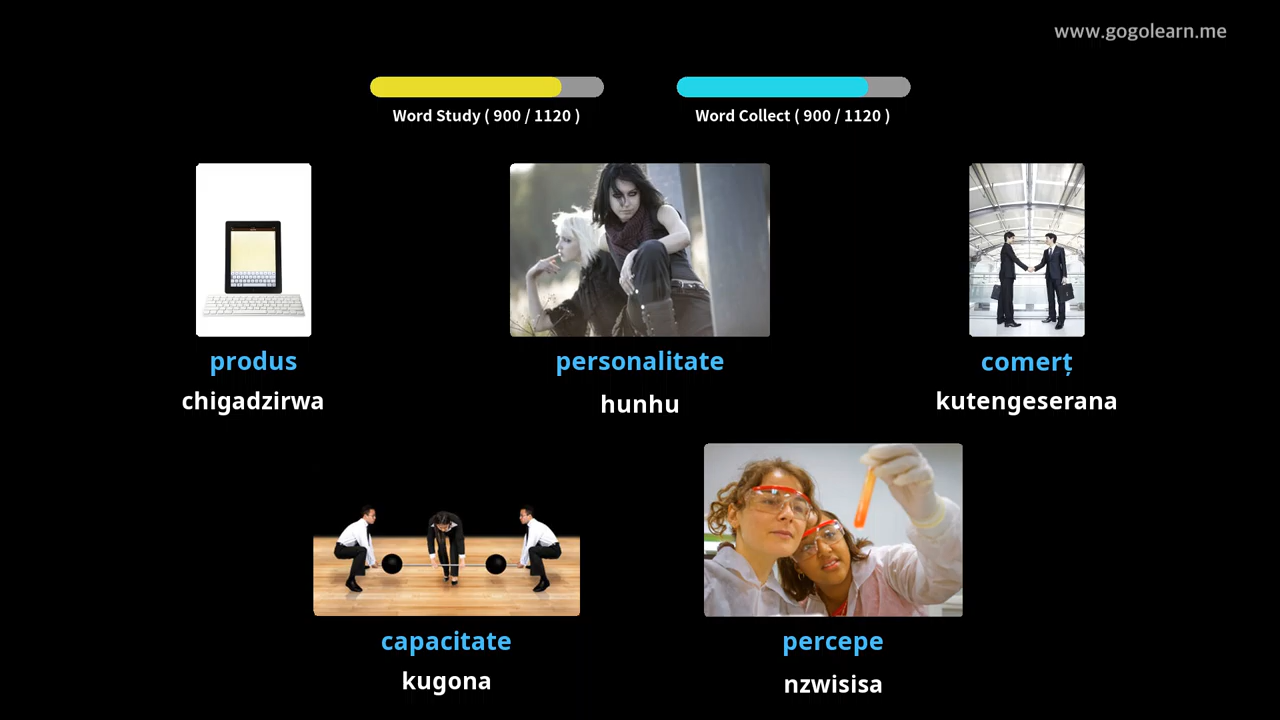 www.gogolearn.me
Word Study ( 900 / 1120 )
Word Collect ( 900 / 1120 )
produs
personalitate
comerț
chigadzirwa
hunhu
kutengeserana
capacitate
percepe
kugona
nzwisisa